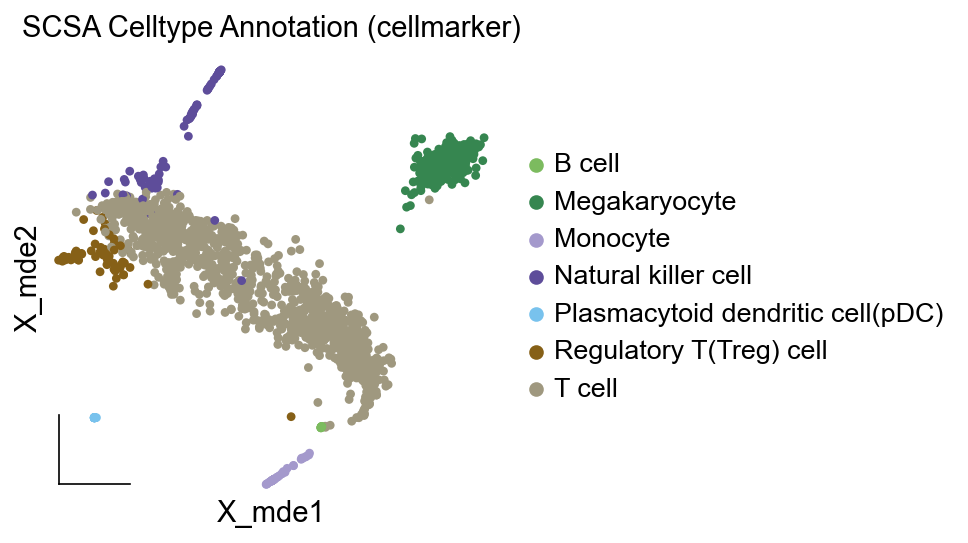 SCSA Celltype Annotation (cellmarker)
B cell
Megakaryocyte
Monocyte
Natural killer cell
Plasmacytoid dendritic cell(pDC)
Regulatory T(Treg) cell
T cell
X_mde2
X_mde1